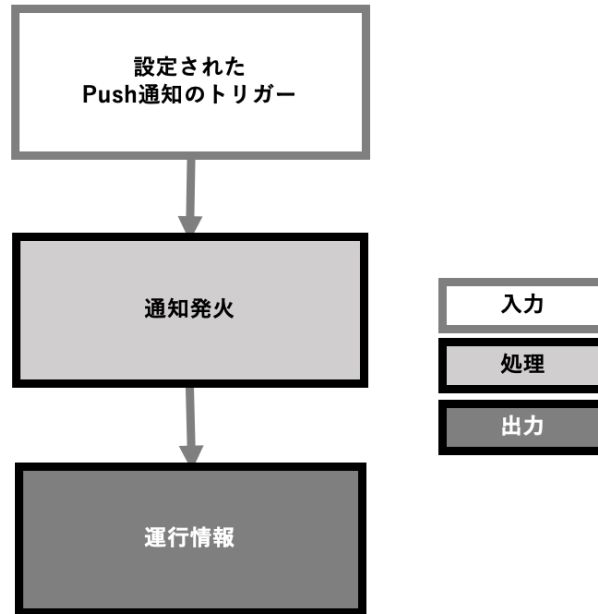 設定された
Push通知のトリガー
通知発火
運行情報
入力
処理
出力